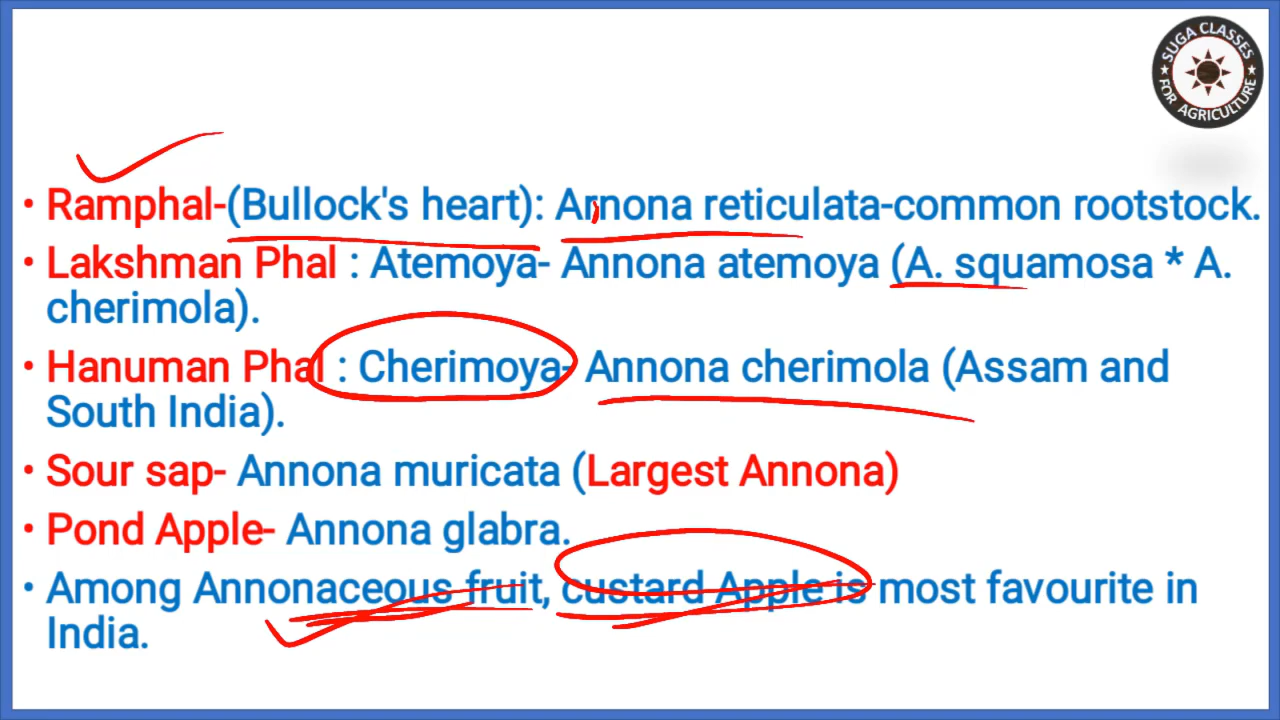 SUGA CLASSES
FOR AGRICULTURE
• Ramphal-(Bullock's heart): Annona reticulata-common rootstock.
• Lakshman Phal : Atemoya- Annona atemoya (A. squamosa * A.
cherimola).
• Hanuman Phal : Cherimoya- Annona cherimola (Assam and
South India).
• Sour sap- Annona muricata (Largest Annona)
• Pond Apple- Annona glabra.
• Among Annonaceous fruit, custard Apple is most favourite in
India.